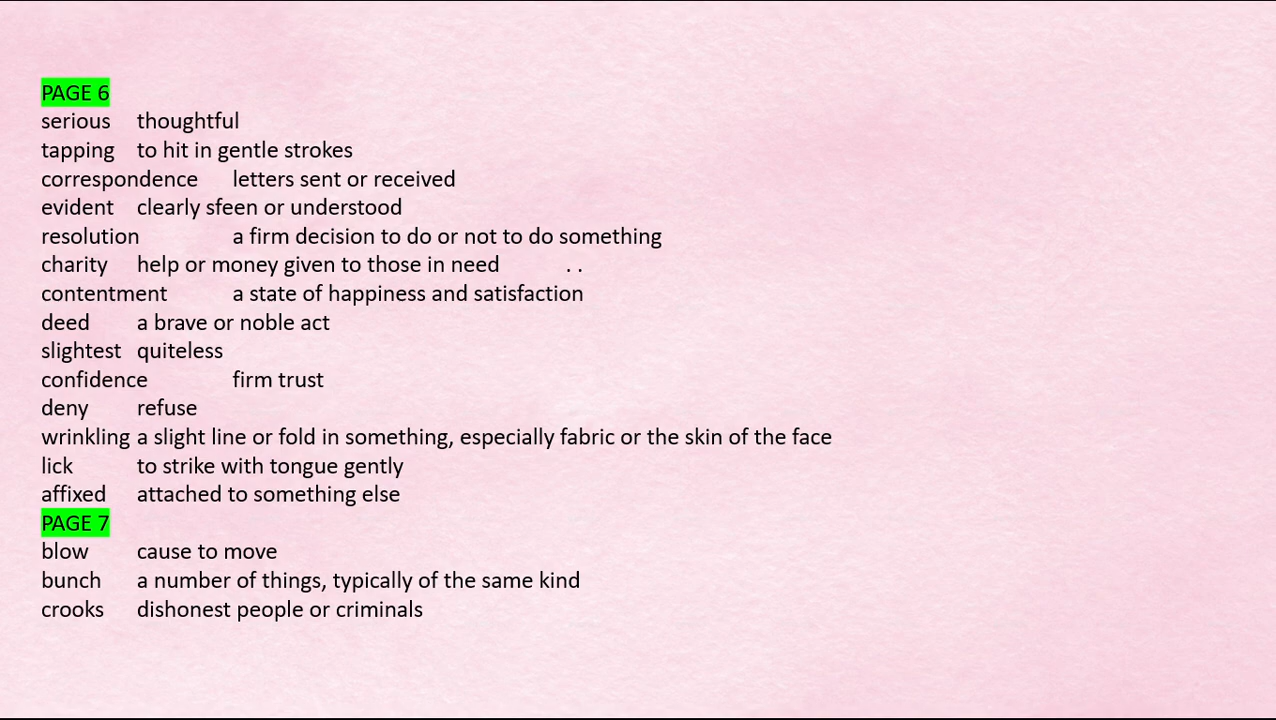 PAGE 6
serious thoughtful
tapping to hit in gentle strokes
correspondence letters sent or received
evident clearly sfeen or understood
resolution a firm decision to do or not to do something
charity help or money given to those in need . .
contentment a state of happiness and satisfaction
deed a brave or noble act
slightest quiteless
confidence firm trust
deny refuse
wrinkling a slight line or fold in something, especially fabric or the skin of the face
lick to strike with tongue gently
affixed attached to something else
PAGE 7
blow cause to move
bunch a number of things, typically of the same kind
crooks dishonest people or criminals